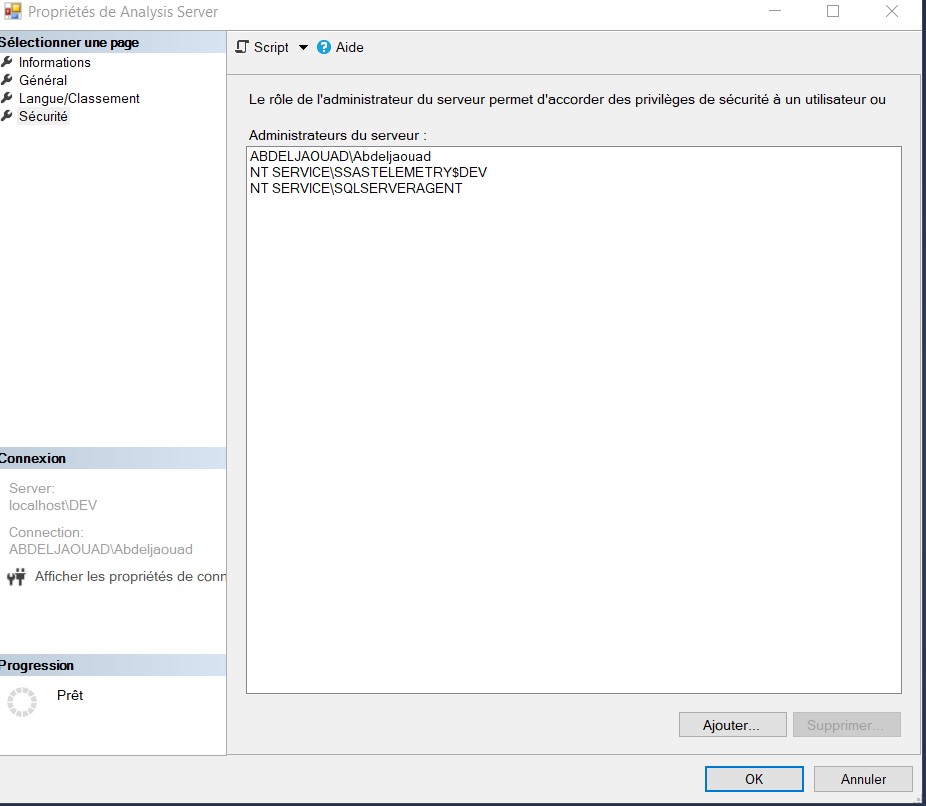 Propriétés de Analysis Server
Sélectionner une page
Informations
Général
Langue/Classement
Sécurité
Connexion
Server:
localhost\DEV
Connection:
ABDELJAOUAD\Abdeljaouad
Afficher les propriétés de conn
Progression
Prêt
Script
Aide
Le rôle de l'administrateur du serveur permet d'accorder des privilèges de sécurité à un utilisateur ou
Administrateurs du serveur :
ABDELJAOUAD\Abdeljaouad
NT SERVICE\SSASTELEMETRY$DEV
NT SERVICE\SQLSERVERAGENT
Ajouter...
Supprimer...
OK
Annuler